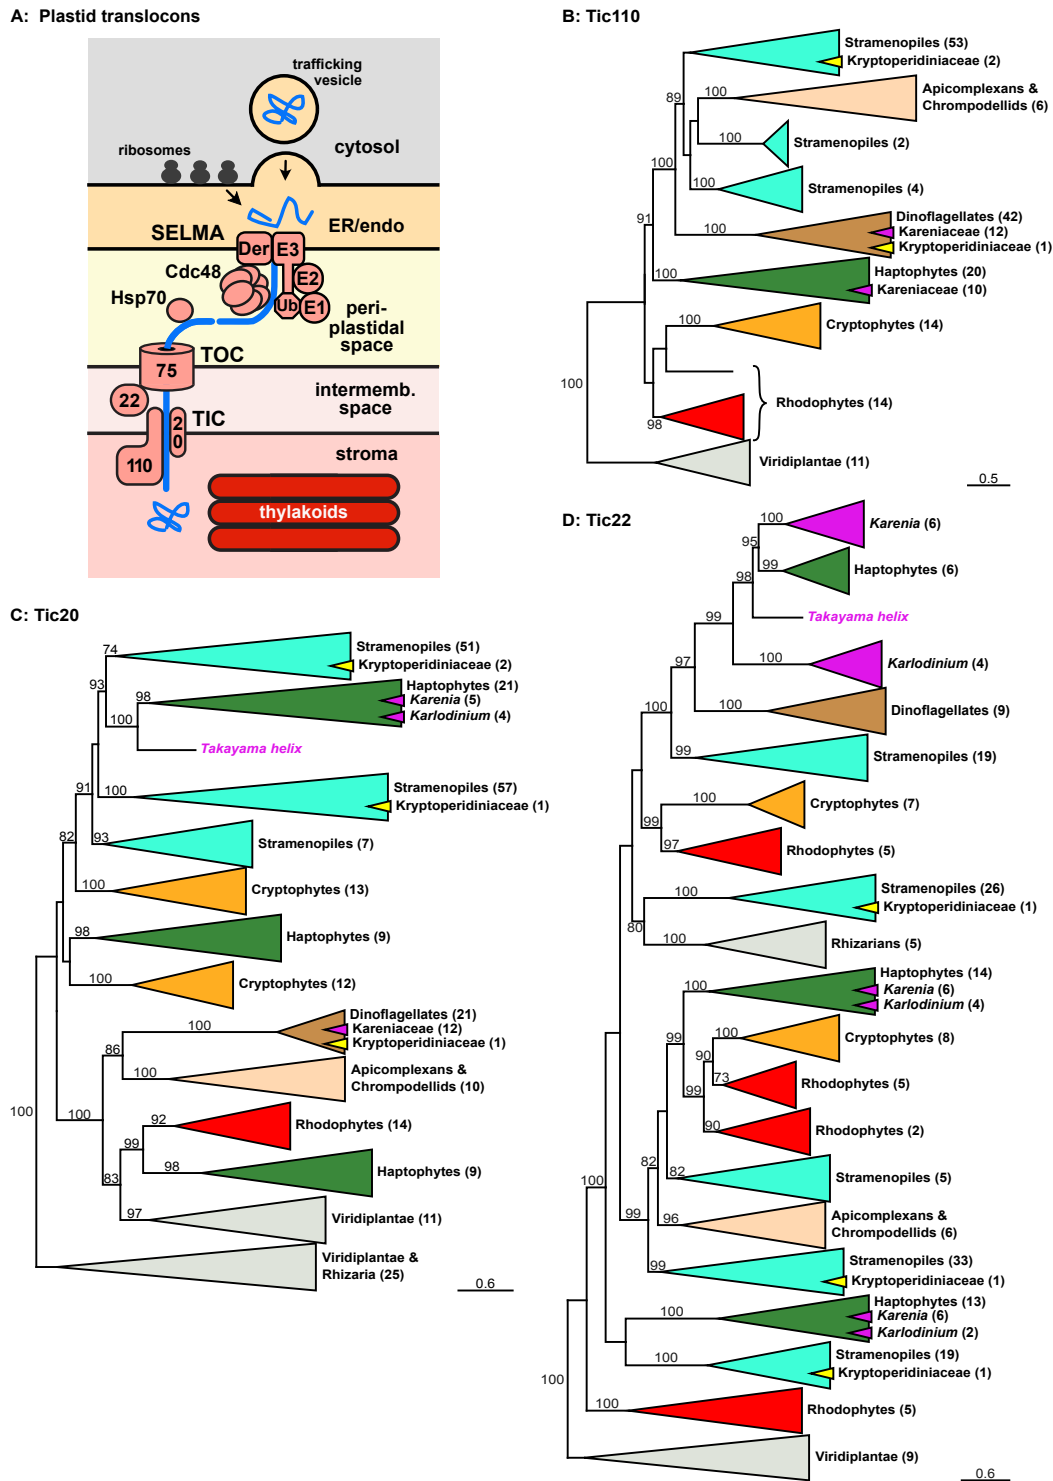 A: Plastid translocons
trafficking
vesicle
ribosomes
cytosol
ER/endo
SELMA
Der
E3
Cdc48
E2
Ub
E1
Hsp70
peri-
plastidal
space
TOC
75
22
intermemb.
space
TIC
2
0
110
stroma
thylakoids
B: Tic110
Stramenopiles (53)
Kryptoperidiniaceae (2)
89
100
Apicomplexans &
Chrompodellids (6)
100
Stramenopiles (2)
100
100
Stramenopiles (4)
91
100
Dinoflagellates (42)
Kareniaceae (12)
Kryptoperidiniaceae (1)
100
Haptophytes (20)
Kareniaceae (10)
100
Cryptophytes (14)
100
Rhodophytes (14)
98
Viridiplantae (11)
0.5
C: Tic20
74
Stramenopiles (51)
Kryptoperidiniaceae (2)
93
98
Haptophytes (21)
Karenia (5)
Karlodinium (4)
100
Takayama helix
91
100
Stramenopiles (57)
Kryptoperidiniaceae (1)
82
93
Stramenopiles (7)
100
Cryptophytes (13)
98
Haptophytes (9)
100
Cryptophytes (12)
100
Dinoflagellates (21)
Kareniaceae (12)
Kryptoperidiniaceae (1)
86
100
Apicomplexans &
Chrompodellids (10)
100
100
92
Rhodophytes (14)
99
98
Haptophytes (9)
83
97
Viridiplantae (11)
Viridiplantae &
Rhizaria (25)
0.6
D: Tic22
100
Karenia (6)
95
99
Haptophytes (6)
98
Takayama helix
99
100
Karlodinium (4)
97
100
Dinoflagellates (9)
100
99
Stramenopiles (19)
100
Cryptophytes (7)
99
97
Rhodophytes (5)
100
Stramenopiles (26)
Kryptoperidiniaceae (1)
80
100
Rhizarians (5)
100
Haptophytes (14)
Karenia (6)
Karlodinium (4)
99
100
Cryptophytes (8)
90
73
Rhodophytes (5)
99
90
Rhodophytes (2)
82
82
Stramenopiles (5)
100
99
96
Apicomplexans &
Chrompodellids (6)
99
Stramenopiles (33)
Kryptoperidiniaceae (1)
100
Haptophytes (13)
Karenia (6)
Karlodinium (2)
100
Stramenopiles (19)
Kryptoperidiniaceae (1)
100
100
Rhodophytes (5)
Viridiplantae (9)
0.6